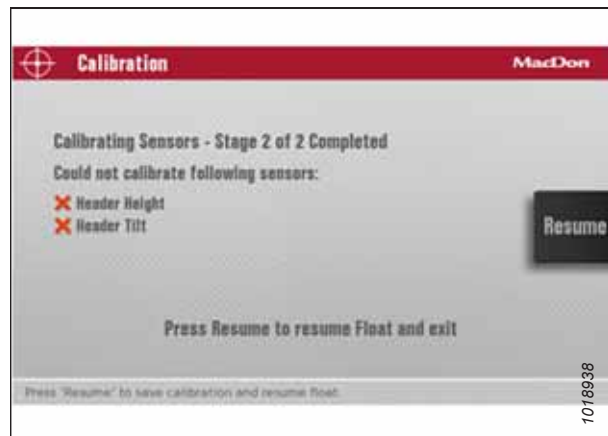 Calibration
MacDon
Calibrating Sensors - Stage 2 of 2 Completed
Could not calibrate following sensors:
Header Height
Header Tilt
Resume
Press Resume to resume Float and exit
Press 'Resume' to save calibration and resume float.
1018938